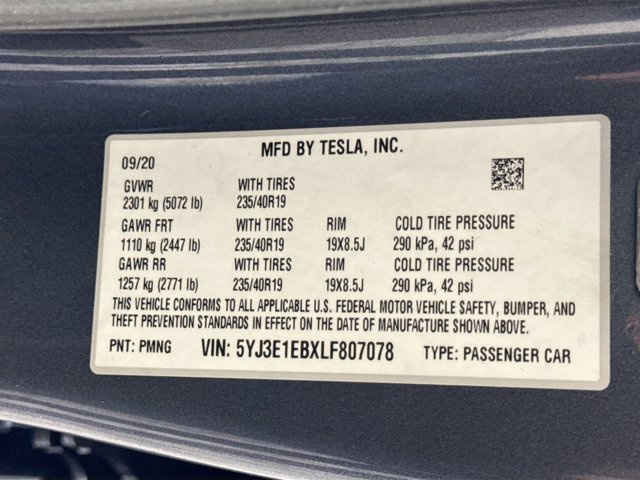 MFD BY TESLA, INC.
09/20
GVWR WITH TIRES
2301 kg (5072 lb) 235/40R19
GAWR FRT WITH TIRES RIM COLD TIRE PRESSURE
1110 kg (2447 lb) 235/40R19 19X8.5J 290 kPa, 42 psi
GAWR RR WITH TIRES RIM COLD TIRE PRESSURE
1257 kg (2771 lb) 235/40R19 19X8.5J 290 kPa, 42 psi
THIS VEHICLE CONFORMS TO ALL APPLICABLE U.S. FEDERAL MOTOR VEHICLE SAFETY, BUMPER, AND
THEFT PREVENTION STANDARDS IN EFFECT ON THE DATE OF MANUFACTURE SHOWN ABOVE.
PNT: PMNG VIN: 5YJ3E1EBXLF807078 TYPE: PASSENGER CAR